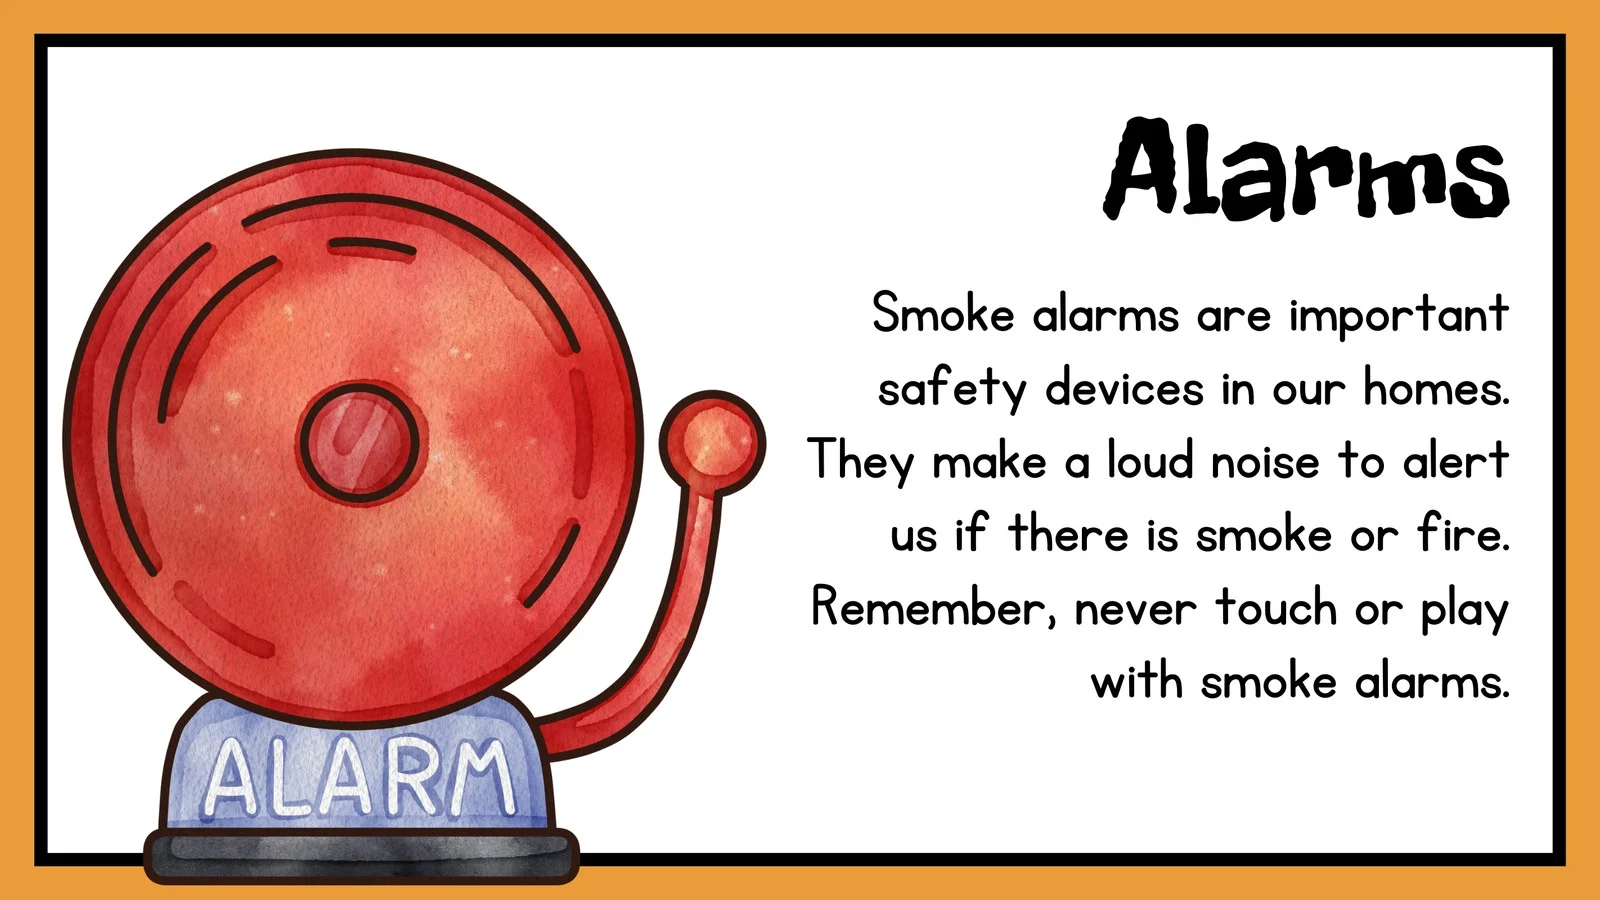 Alarms
Smoke alarms are important
safety devices in our homes.
They make a loud noise to alert
us if there is smoke or fire.
Remember, never touch or play
with smoke alarms.
ALARM